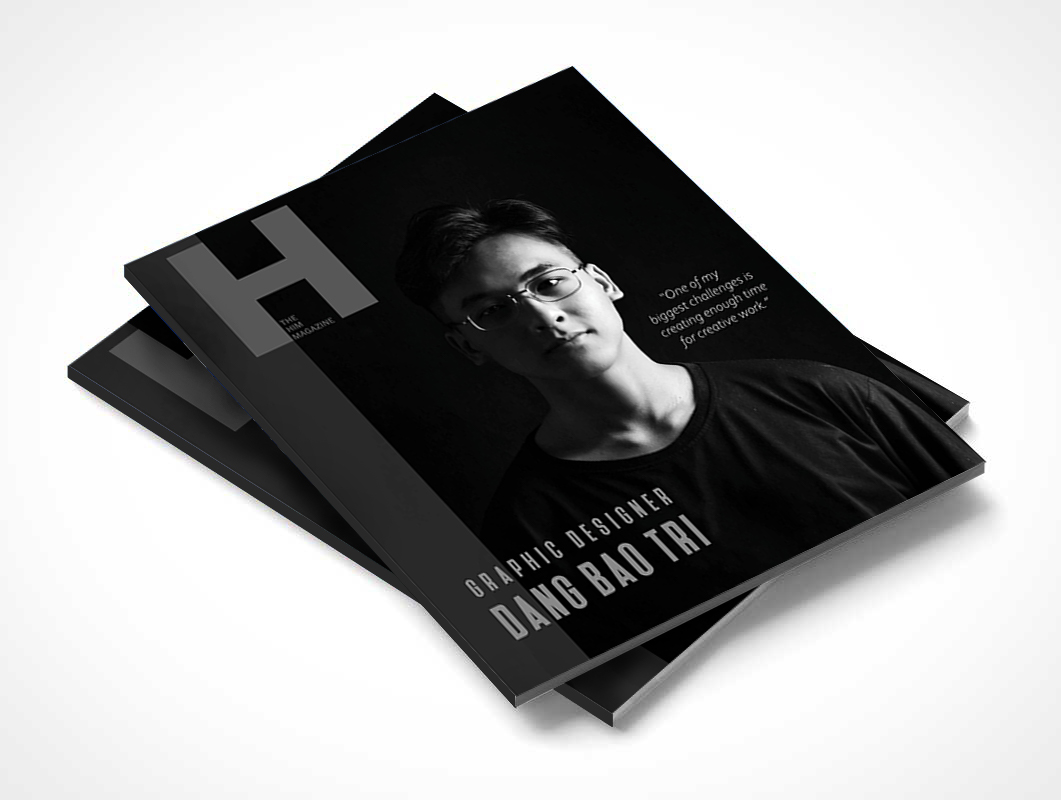 H
THE
HIM
MAGAZINE
"One of my
biggest challenges is
creating enough time
for creative work."
GRAPHIC DESIGNER
DANG BAO TRI